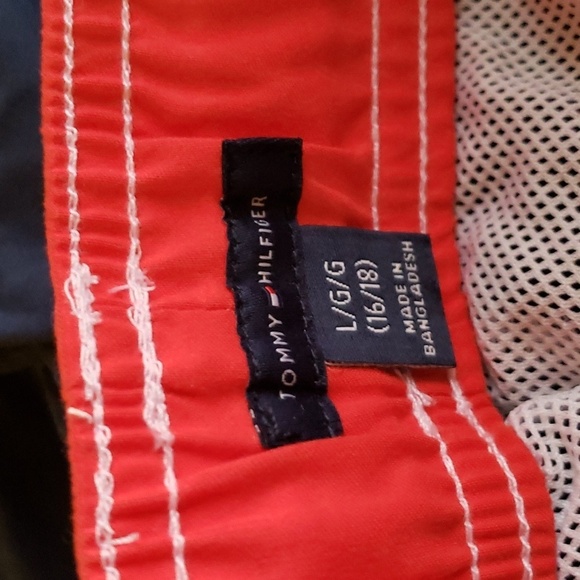 TOMMY HILFIGER
L/G/G
(16/18)
MADE IN
BANGLADESH